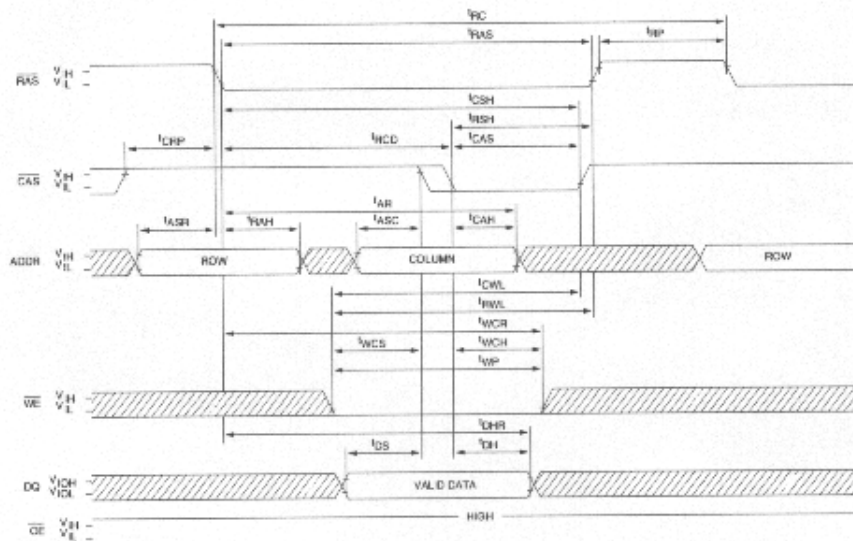 tRC
tRAS tRP
RAS VIH
VIL
tCSH
tRSH
tCRP tRCD tCAS
CAS VIH
VIL
tAR
tASR tRAH tASC tCAH
ADDR VIH
VIL
ROW COLUMN ROW
tCWL
tRWL
tWCR
tWCS tWCH
tWP
WE VIH
VIL
tDHR
tDS tDH
DQ VIOH
VIOL
VALID DATA
HIGH
OE VIH
VIL